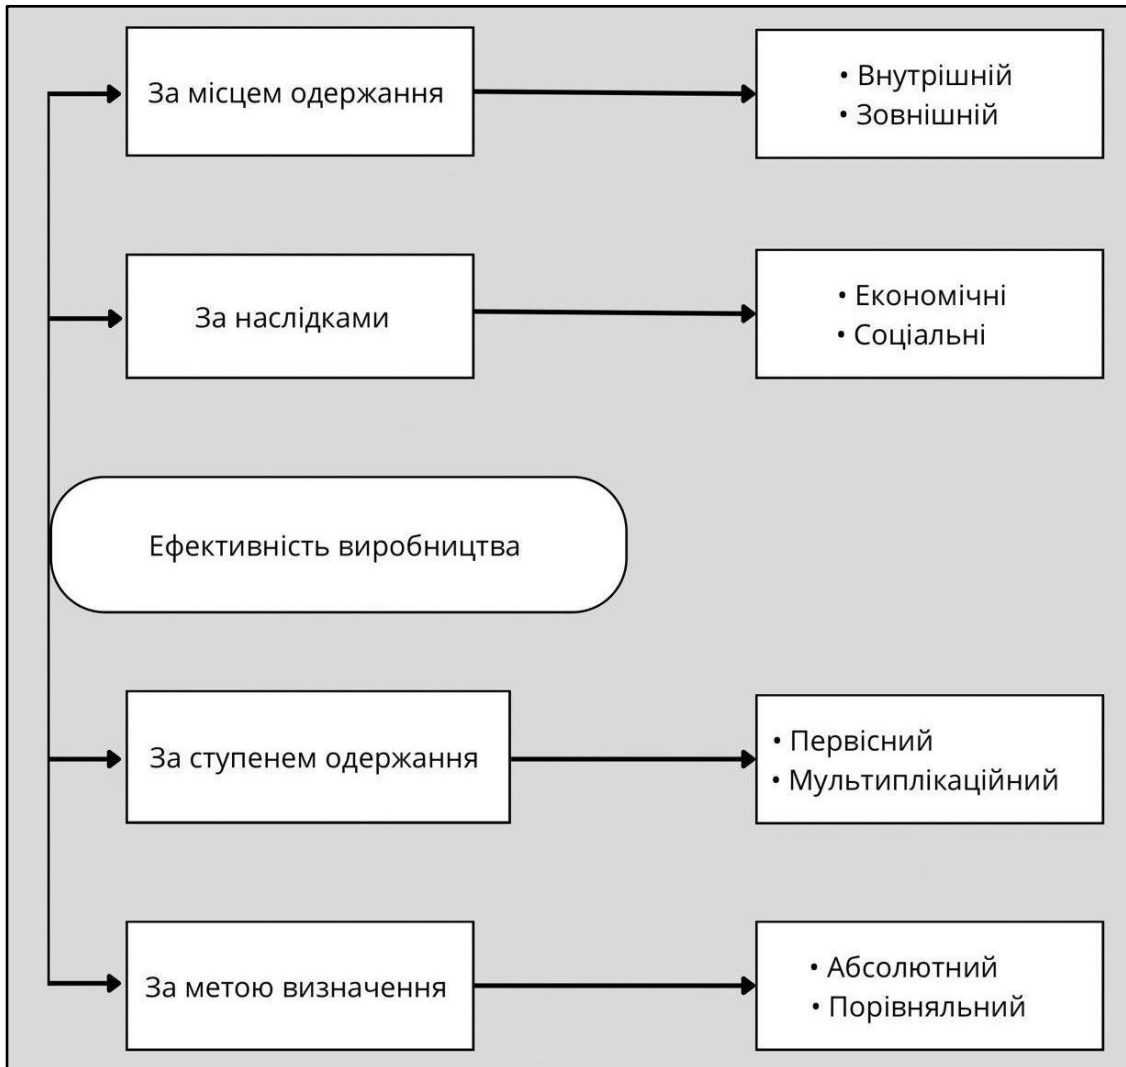 За місцем одержання
• Внутрішній
• Зовнішній
За наслідками
• Економічні
• Соціальні
Ефективність виробництва
За ступенем одержання
• Первісний
• Мультиплікаційний
За метою визначення
• Абсолютний
• Порівняльний